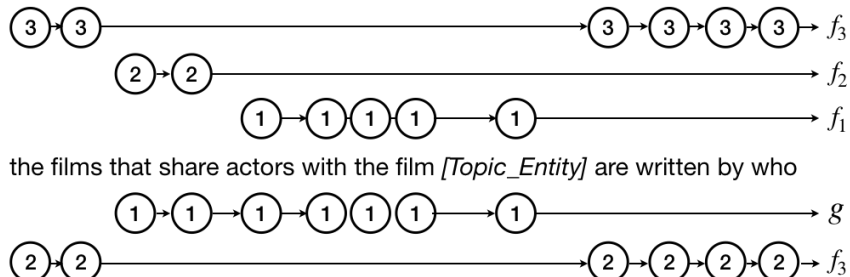 3 3 3 3 3 3 f3
2 2 f2
1 1 1 1 1 f1
the films that share actors with the film [Topic_Entity] are written by who
1 1 1 1 1 1 1 g
2 2 2 2 2 2 f3